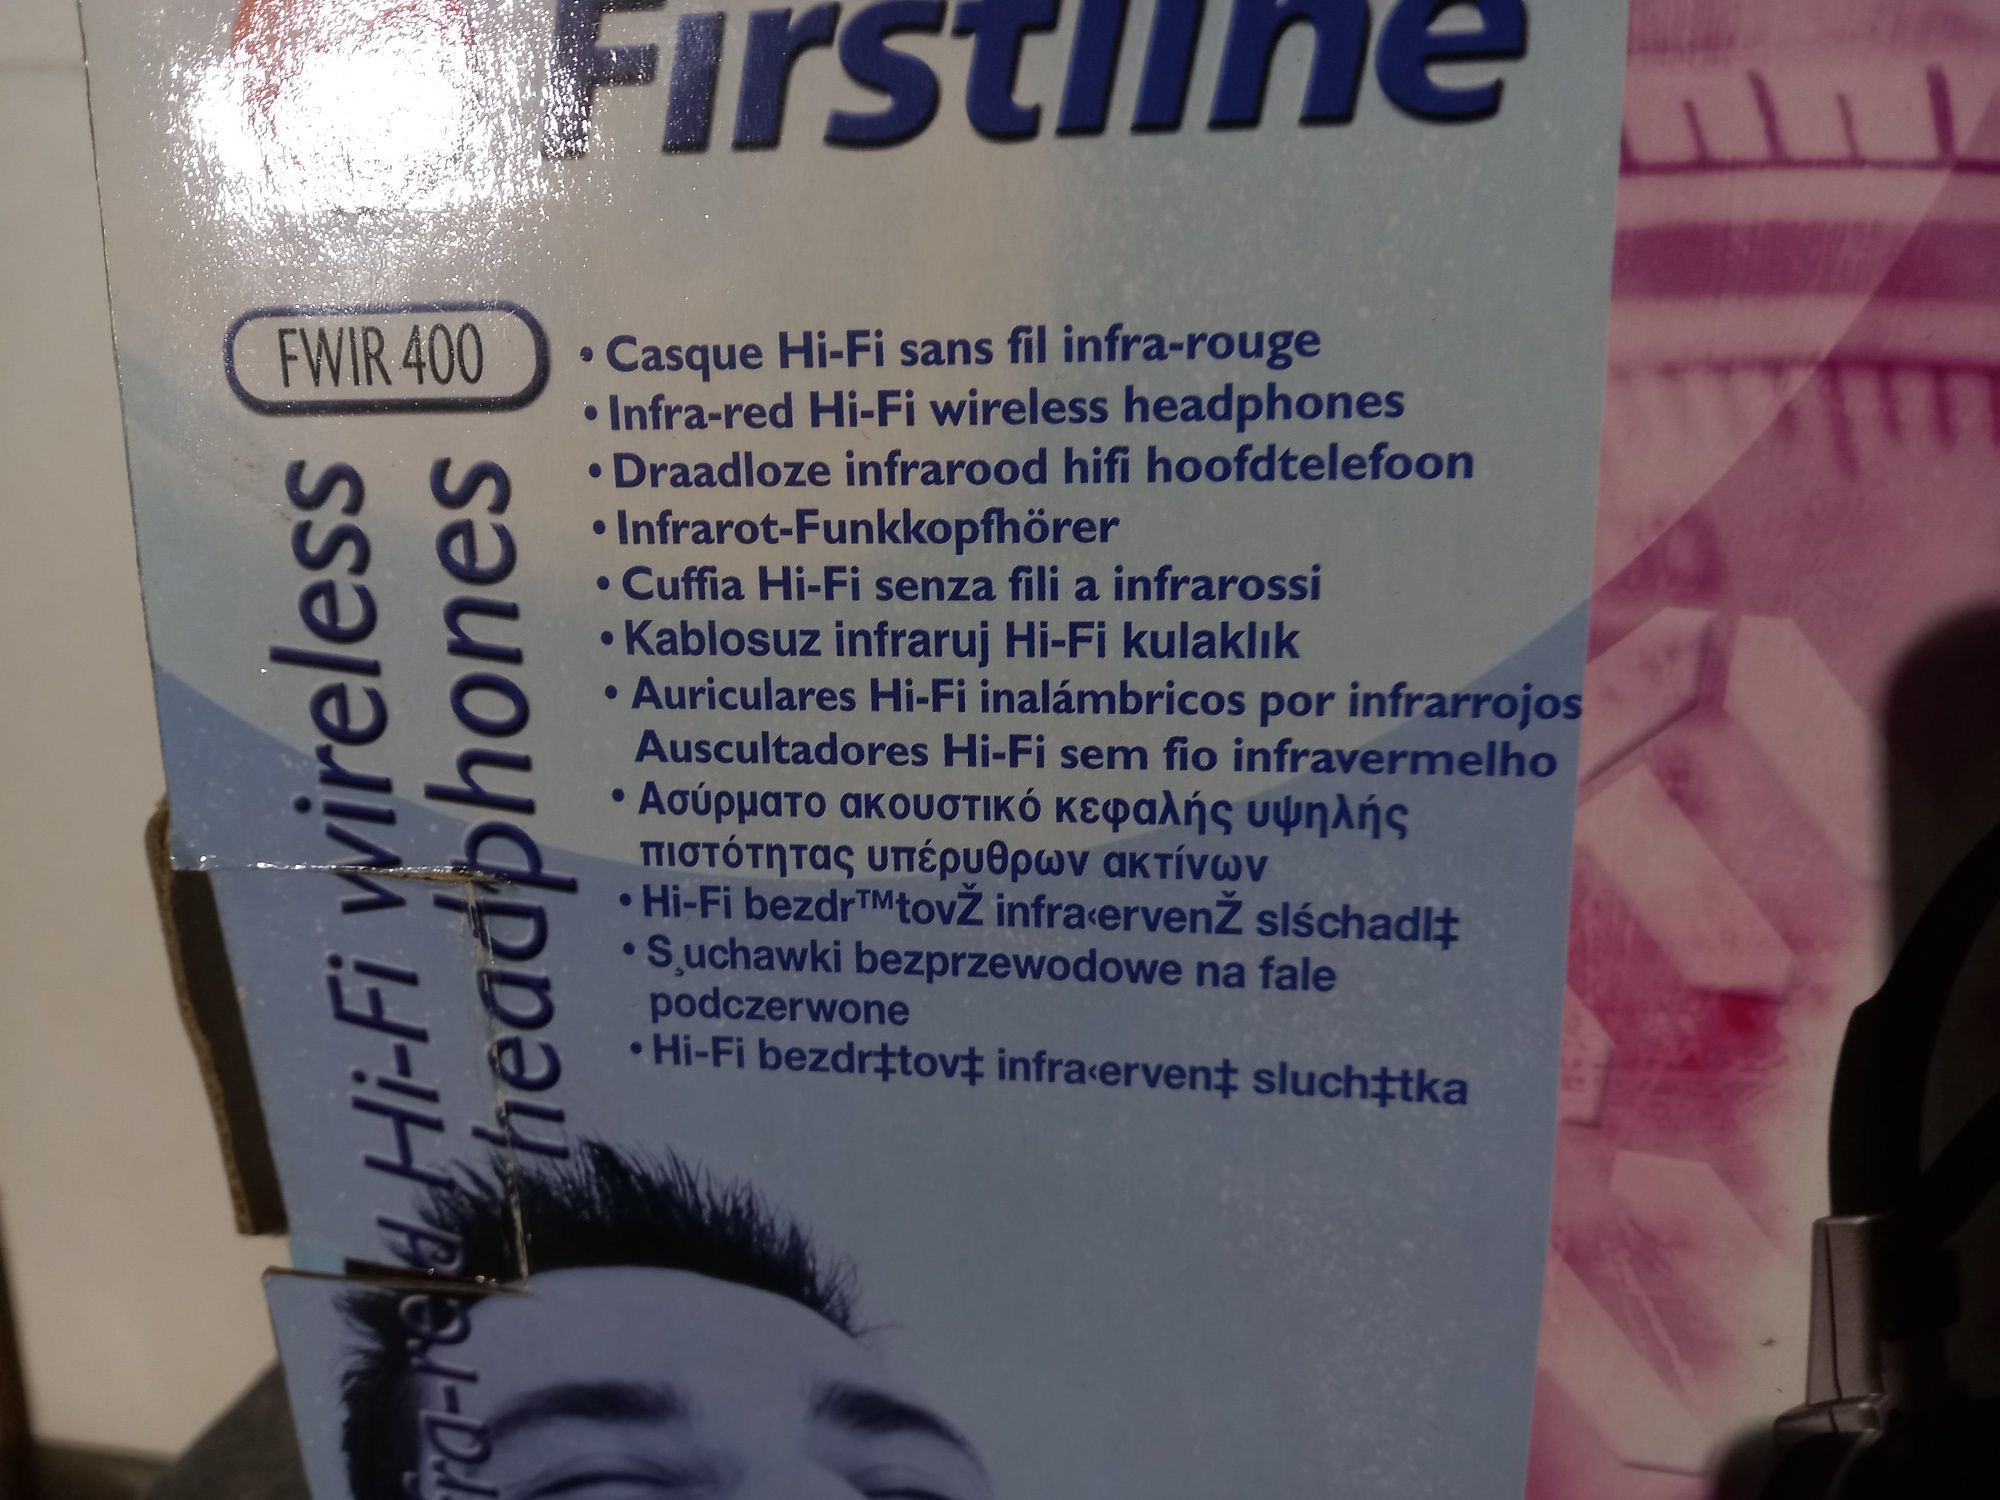 Firstline
FWIR 400
Infra-red Hi-Fi wireless
headphones
• Casque Hi-Fi sans fil infra-rouge
• Infra-red Hi-Fi wireless headphones
• Draadloze infrarood hifi hoofdtelefoon
• Infrarot-Funkkopfhörer
• Cuffia Hi-Fi senza fili a infrarossi
• Kablosuz infraruj Hi-Fi kulaklık
• Auriculares Hi-Fi inalámbricos por infrarrojos
Auscultadores Hi-Fi sem fio infravermelho
• Ασύρματο ακουστικό κεφαλής υψηλής
πιστότητας υπέρυθρων ακτίνων
• Hi-Fi bezdr™tovŽ infra‹ervenŽ slśchadl‡
• S¸uchawki bezprzewodowe na fale
podczerwone
• Hi-Fi bezdr‡tov‡ infra‹erven‡ sluch‡tka